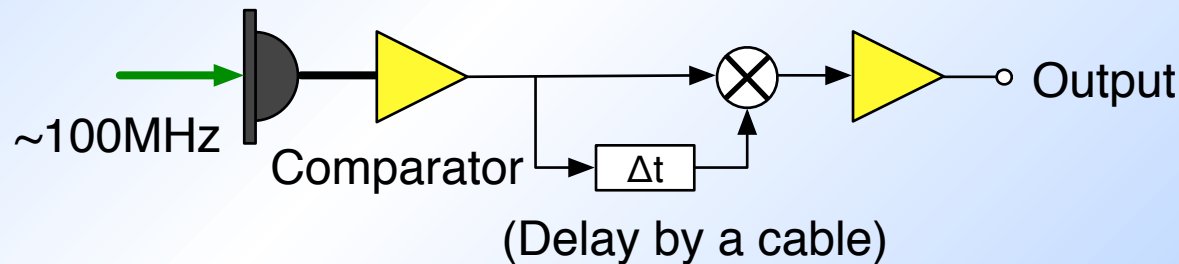 ~100MHz
Comparator
Δt
(Delay by a cable)
Output